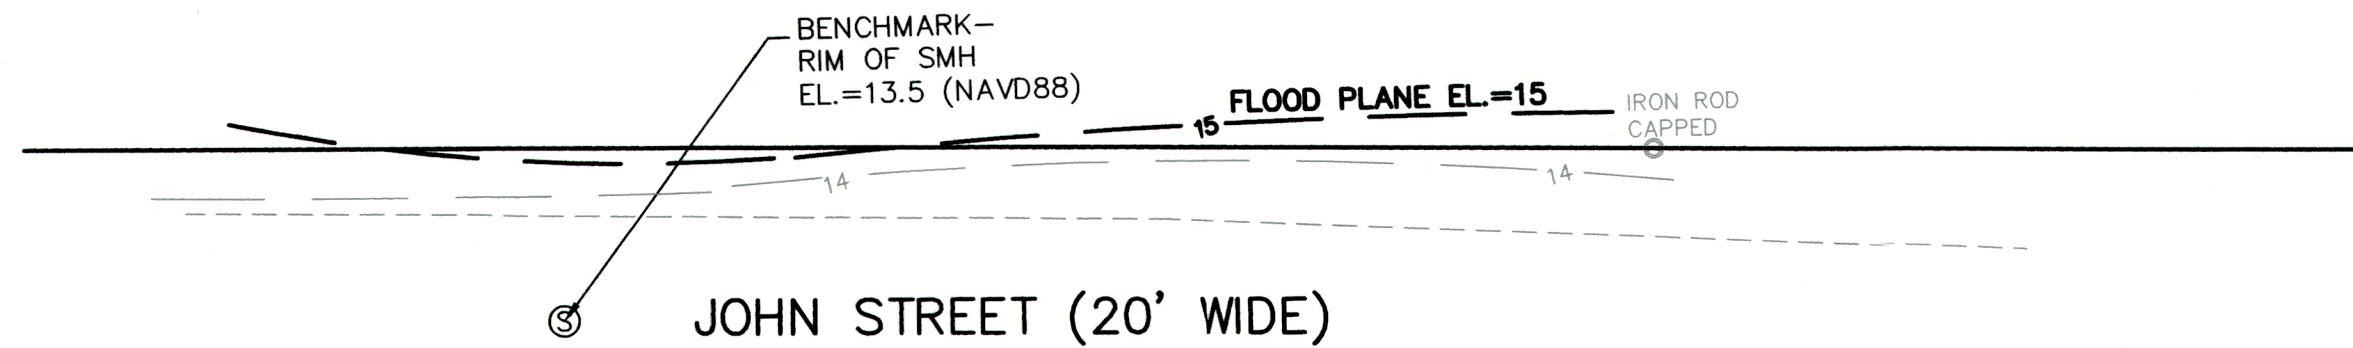 BENCHMARK–
RIM OF SMH
EL.=13.5 (NAVD88)
FLOOD PLANE EL.=15
15
IRON ROD
CAPPED
14
14
S
JOHN STREET (20' WIDE)